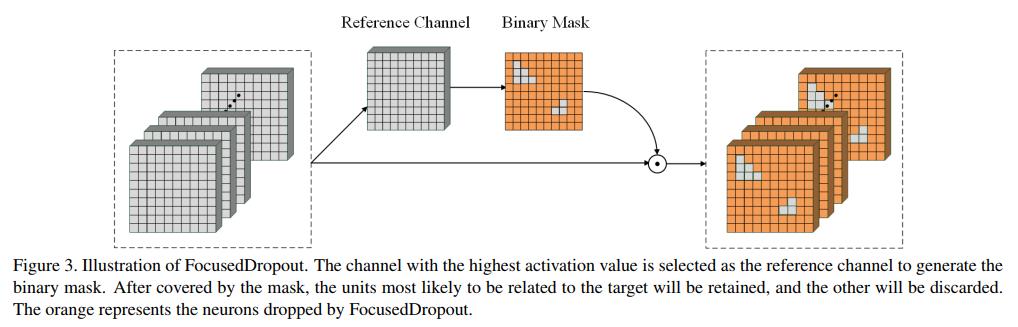 Reference Channel
Binary Mask
Figure 3. Illustration of FocusedDropout. The channel with the highest activation value is selected as the reference channel to generate the
binary mask. After covered by the mask, the units most likely to be related to the target will be retained, and the other will be discarded.
The orange represents the neurons dropped by FocusedDropout.